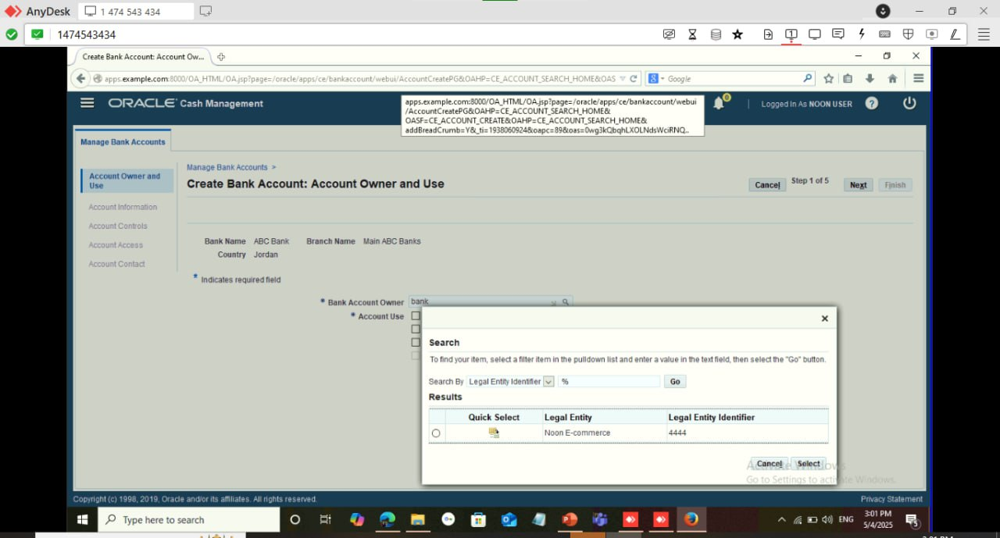 AnyDesk
1 474 543 434
1474543434
Create Bank Account: Account Ow...
apps.example.com:8000/OA_HTML/OA.jsp?page=/oracle/apps/ce/bankaccount/webui/AccountCreatePG&OAHP=CE_ACCOUNT_SEARCH_HOME&OAS
Google
ORACLE Cash Management
apps.example.com:8000/OA_HTML/OA.jsp?page=/oracle/apps/ce/bankaccount/webui
/AccountCreatePG&OAHP=CE_ACCOUNT_SEARCH_HOME&
OASF=CE_ACCOUNT_CREATE&OAHP=CE_ACCOUNT_SEARCH_HOME&
addBreadCrumb=Y&_ti=1938060924&oapc=89&oas=0wg3kQbqhLXOLNdsWciRNQ..
0
Logged In As NOON USER
Manage Bank Accounts
Account Owner and
Use
Account Information
Account Controls
Account Access
Account Contact
Manage Bank Accounts >
Create Bank Account: Account Owner and Use
Cancel Step 1 of 5 Next Finish
Bank Name ABC Bank Branch Name Main ABC Banks
Country Jordan
* Indicates required field
* Bank Account Owner bank
* Account Use
Search
To find your item, select a filter item in the pulldown list and enter a value in the text field, then select the "Go" button.
Search By Legal Entity Identifier % Go
Results
Quick Select Legal Entity Legal Entity Identifier
Noon E-commerce 4444
Cancel Select
Activate Windows
Go to Settings to activate Windows.
Copyright (c) 1998, 2019, Oracle and/or its affiliates. All rights reserved.
Privacy Statement
Type here to search
ENG
3:01 PM
5/4/2025
5